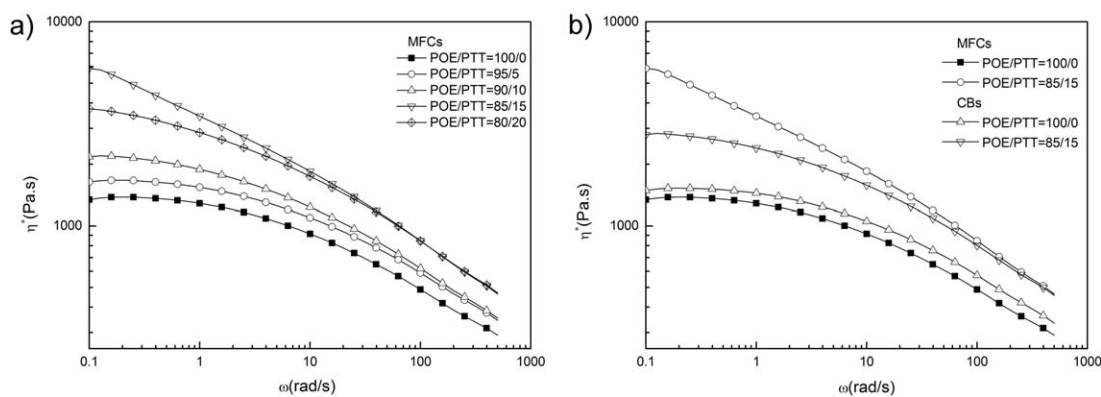 a)
10000
1000
η*(Pa.s)
MFCs
POE/PTT=100/0
POE/PTT=95/5
POE/PTT=90/10
POE/PTT=85/15
POE/PTT=80/20
0.1 1 10 100 1000
ω(rad/s)
b)
10000
1000
η*(Pa.s)
MFCs
POE/PTT=100/0
POE/PTT=85/15
CBs
POE/PTT=100/0
POE/PTT=85/15
0.1 1 10 100 1000
ω(rad/s)